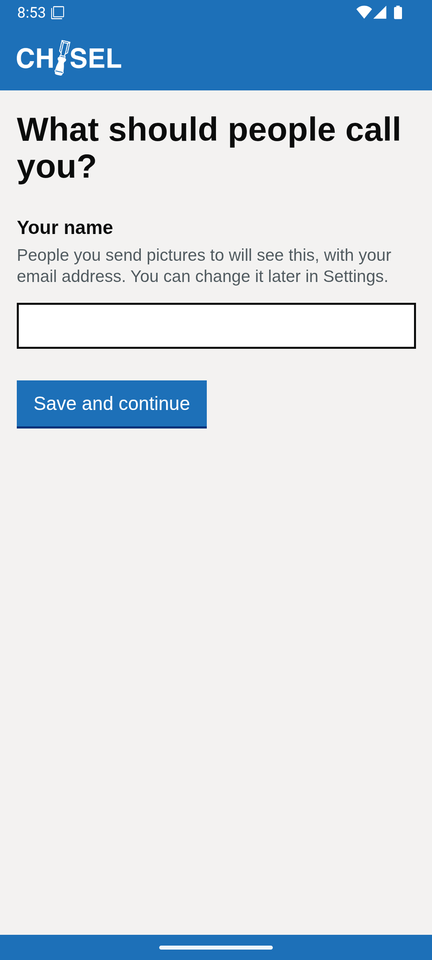 8:53
CHISEL
What should people call
you?
Your name
People you send pictures to will see this, with your
email address. You can change it later in Settings.
Save and continue